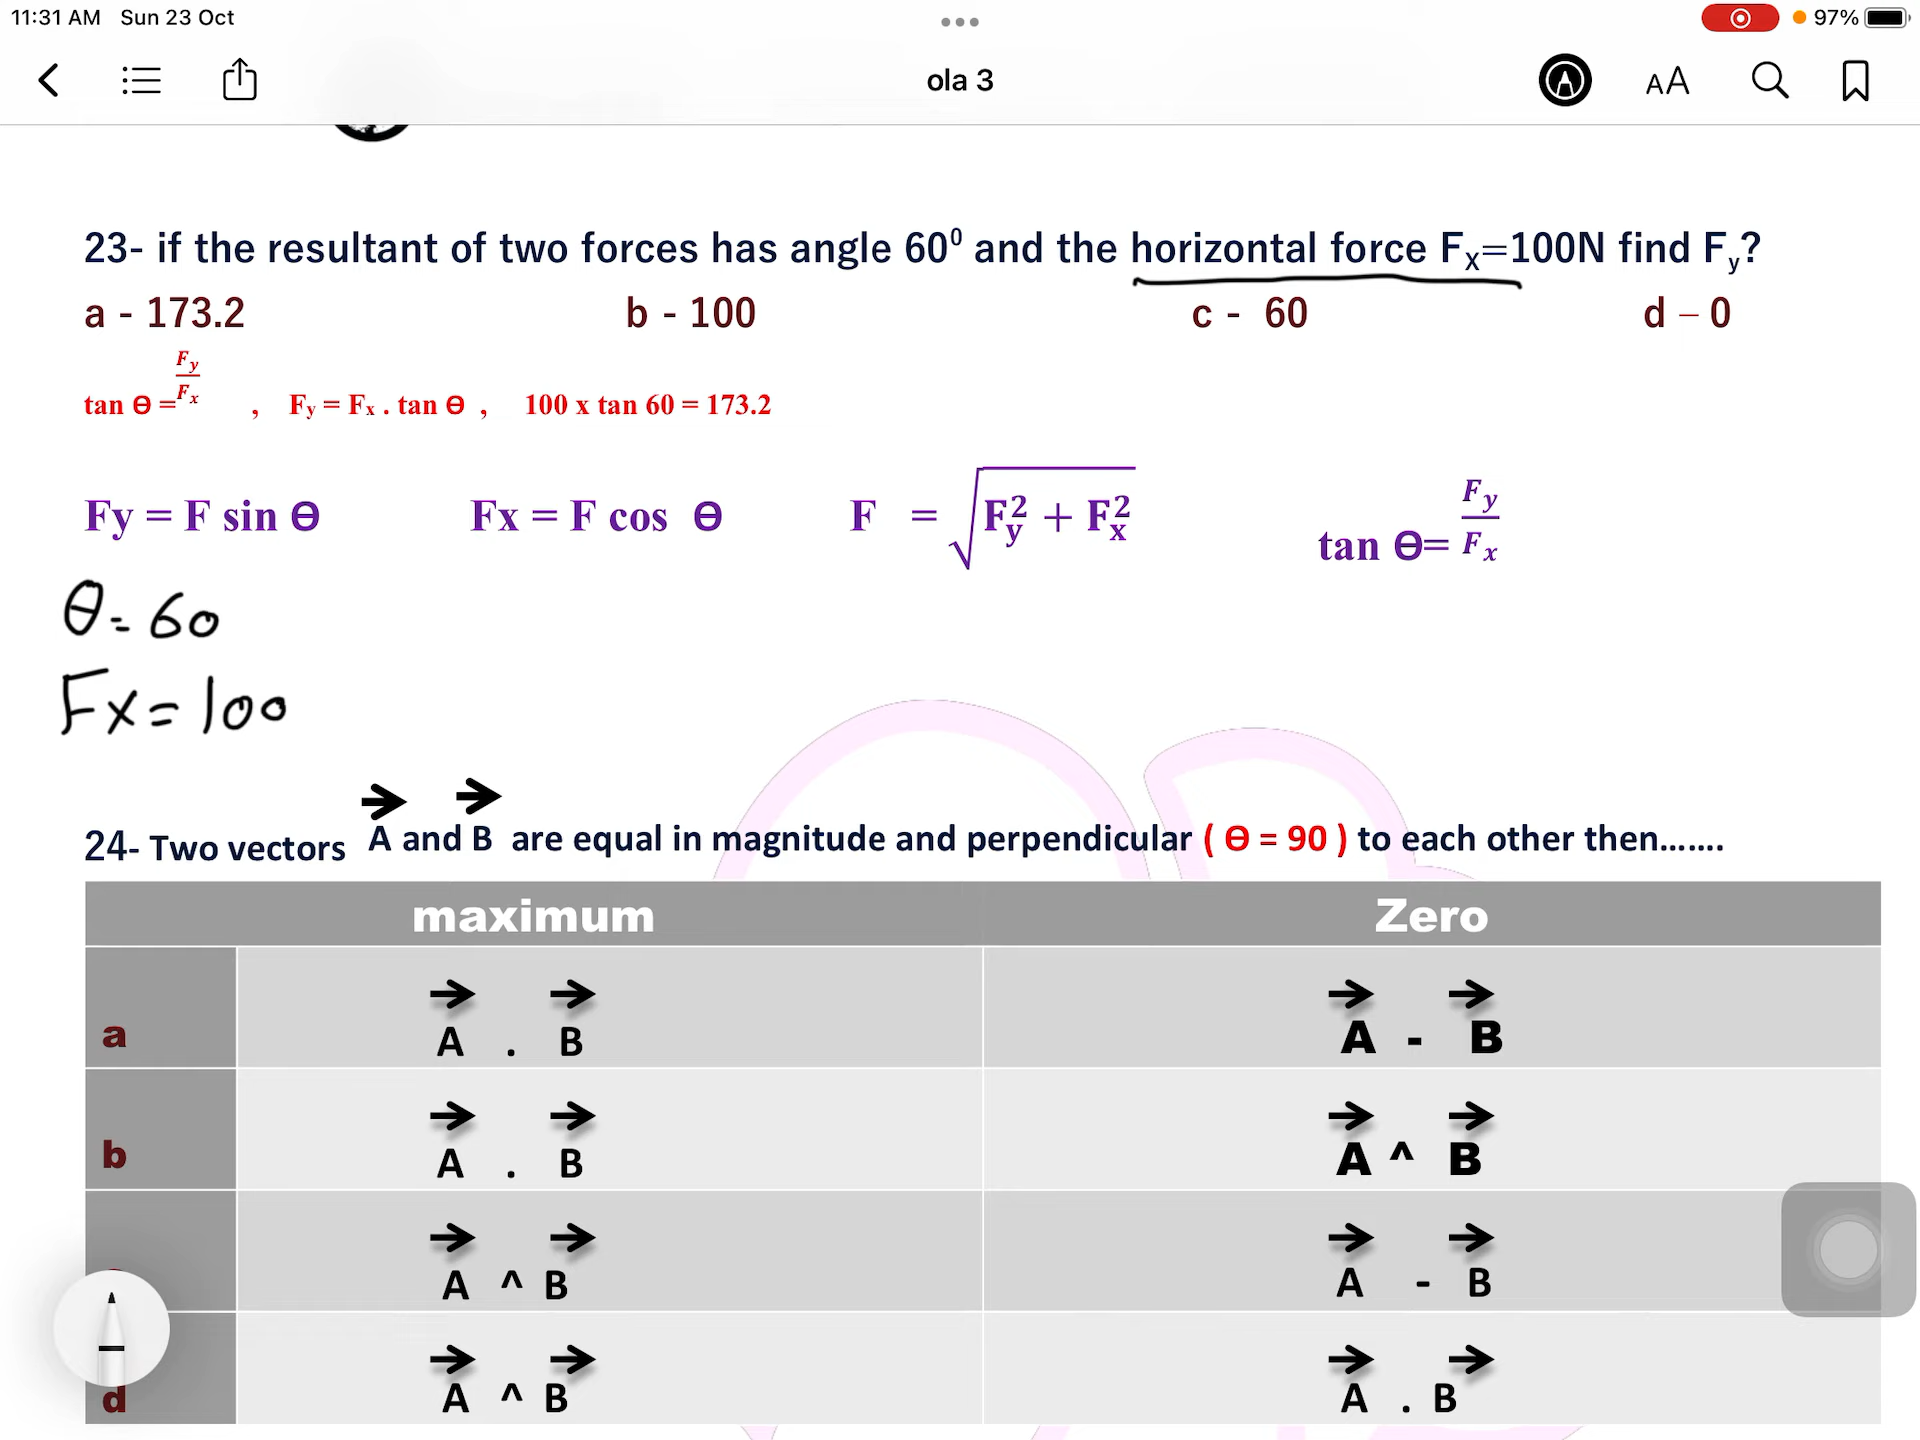 11:31 AM Sun 23 Oct
97%
ola 3
AA
23- if the resultant of two forces has angle 60⁰ and the horizontal force Fₓ=100N find Fᵧ?
a - 173.2 b - 100 c - 60 d – 0
tan Ɵ = Fy/Fx , Fy = Fx . tan Ɵ , 100 x tan 60 = 173.2
Fy = F sin Ɵ Fx = F cos Ɵ F = √(F²y + F²x) tan Ɵ= Fy/Fx
θ = 60
Fx = 100
24- Two vectors →A and →B are equal in magnitude and perpendicular ( Ɵ = 90 ) to each other then.......
maximum Zero
a →A . →B →A - →B
b →A . →B →A ^ →B
→A ^ →B →A - →B
d →A ^ →B →A . →B